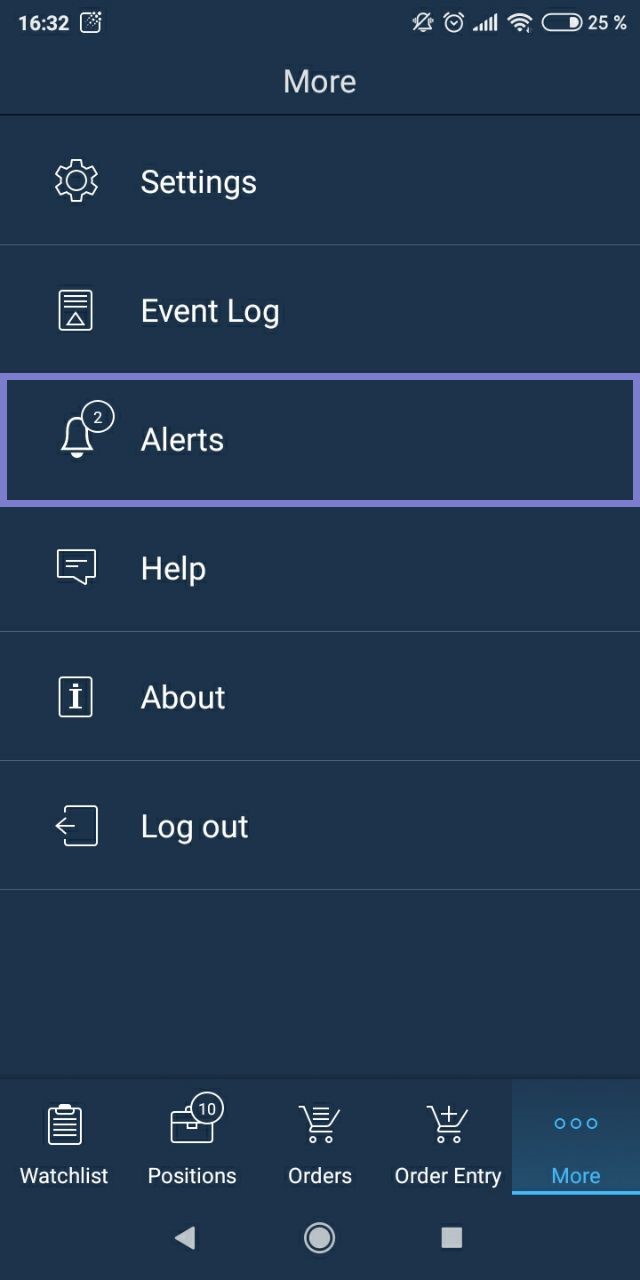 16:32 25 %
More
Settings
Event Log
2
Alerts
Help
i About
Log out
10
Watchlist Positions Orders Order Entry More